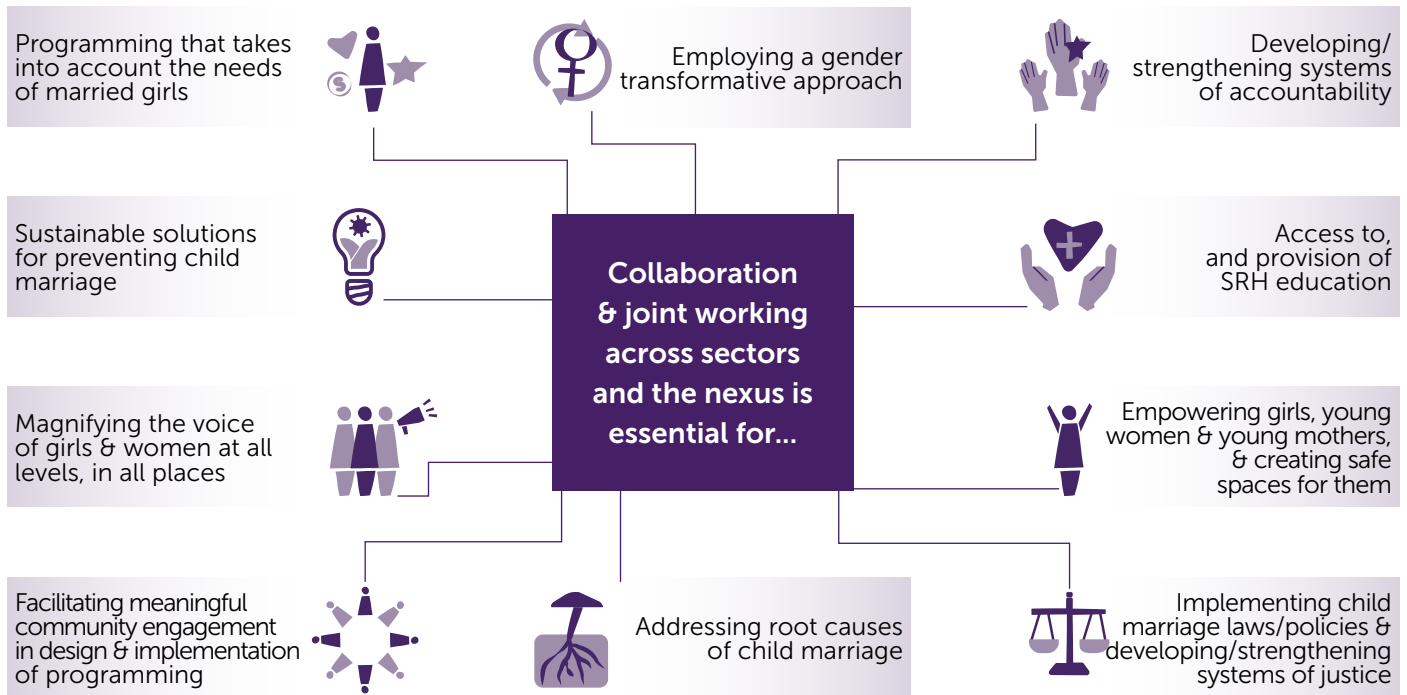 Programming that takes
into account the needs
of married girls
Employing a gender
transformative approach
Developing/
strengthening systems
of accountability
Sustainable solutions
for preventing child
marriage
Collaboration
& joint working
across sectors
and the nexus is
essential for...
Access to,
and provision of
SRH education
Magnifying the voice
of girls & women at all
levels, in all places
Empowering girls, young
women & young mothers,
& creating safe
spaces for them
Facilitating meaningful
community engagement
in design & implementation
of programming
Addressing root causes
of child marriage
Implementing child
marriage laws/policies &
developing/strengthening
systems of justice